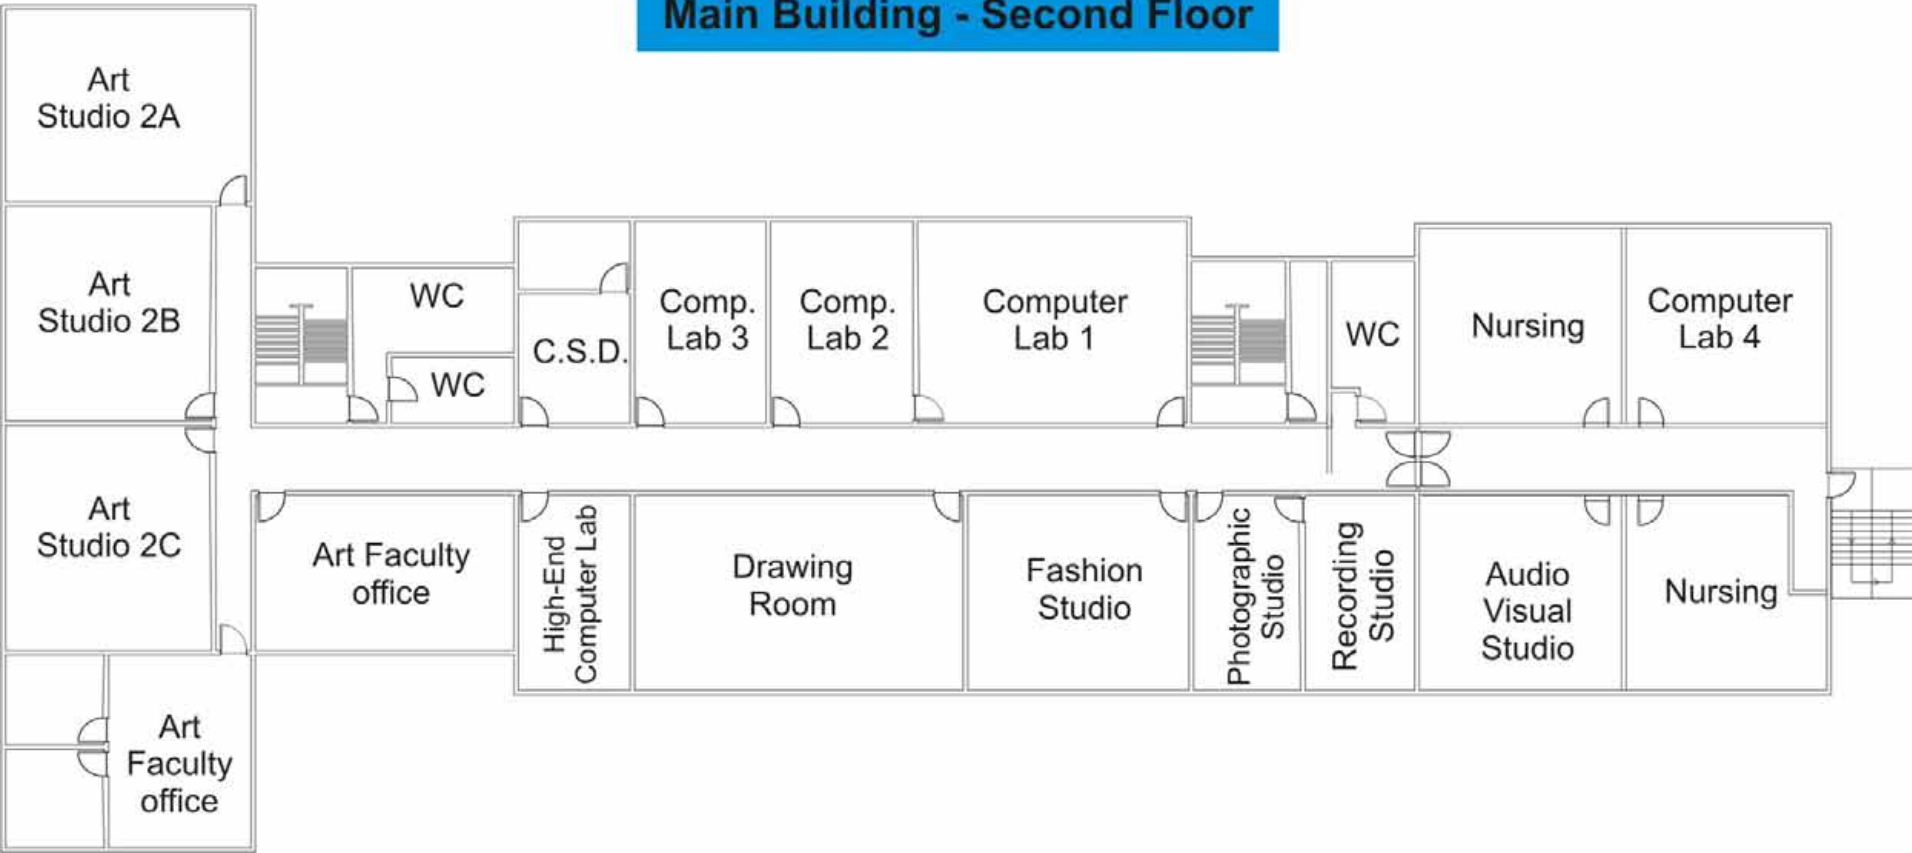 Main Building - Second Floor
Art
Studio 2A
Art
Studio 2B
WC
WC
C.S.D.
Comp.
Lab 3
Comp.
Lab 2
Computer
Lab 1
WC
Nursing
Computer
Lab 4
Art
Studio 2C
Art Faculty
office
High-End
Computer Lab
Drawing
Room
Fashion
Studio
Photographic
Studio
Recording
Studio
Audio
Visual
Studio
Nursing
Art
Faculty
office